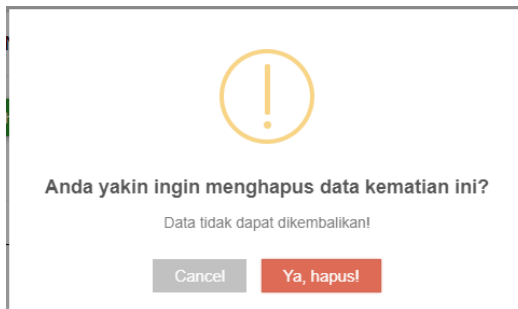 Anda yakin ingin menghapus data kematian ini?
Data tidak dapat dikembalikan!
Cancel
Ya, hapus!